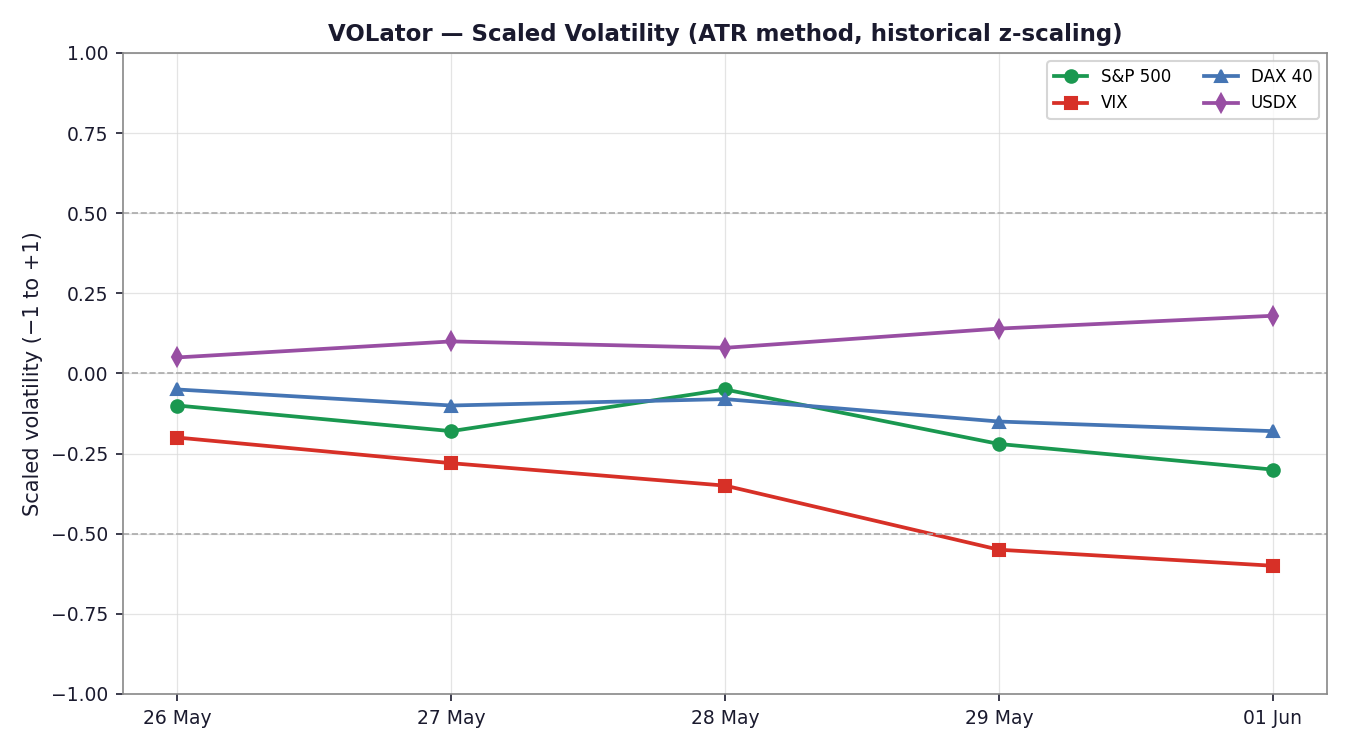 VOLator — Scaled Volatility (ATR method, historical z-scaling)
S&P 500
VIX
DAX 40
USDX
Scaled volatility (−1 to +1)
1.00
0.75
0.50
0.25
0.00
−0.25
−0.50
−0.75
−1.00
26 May
27 May
28 May
29 May
01 Jun